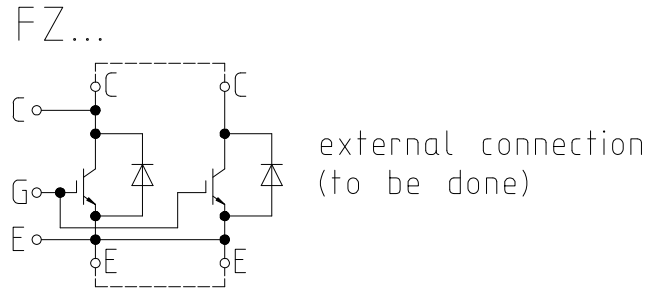 FZ...
C C
C
external connection
(to be done)
G
E
E E